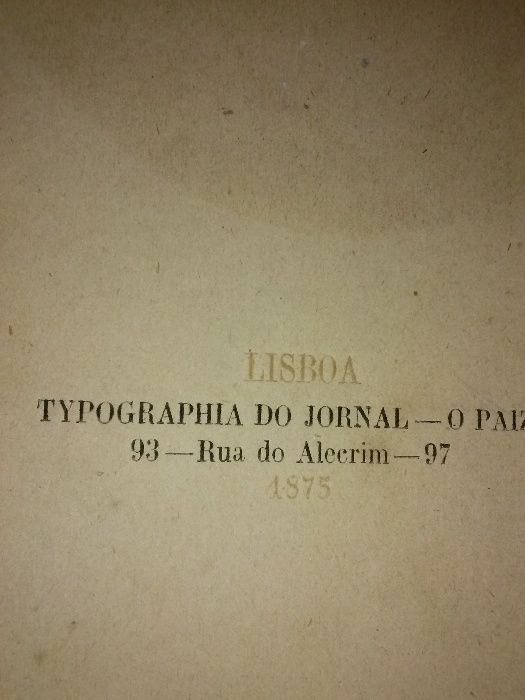 LISBOA
TYPOGRAPHIA DO JORNAL — O PAIZ
93 — Rua do Alecrim — 97
1875